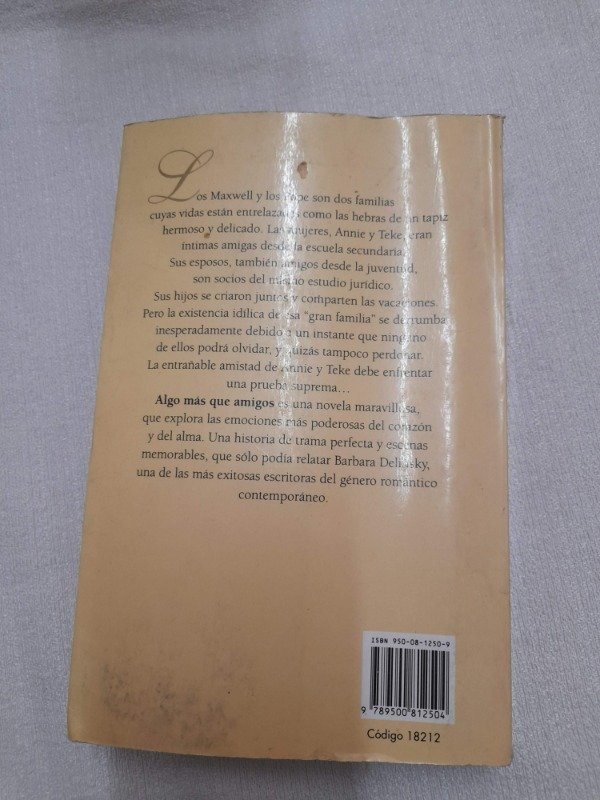 Los Maxwell y los Pope son dos familias
cuyas vidas están entrelazadas como las hebras de un tapiz
hermoso y delicado. Las mujeres, Annie y Teke, eran
íntimas amigas desde la escuela secundaria.
Sus esposos, también amigos desde la juventud,
son socios del mismo estudio jurídico.
Sus hijos se criaron juntos y comparten las vacaciones.
Pero la existencia idílica de esa "gran familia" se derrumba
inesperadamente debido a un instante que ninguno
de ellos podrá olvidar, y quizás tampoco perdonar.
La entrañable amistad de Annie y Teke debe enfrentar
una prueba suprema...
Algo más que amigos es una novela maravillosa,
que explora las emociones más poderosas del corazón
y del alma. Una historia de trama perfecta y escenas
memorables, que sólo podía relatar Barbara Delinsky,
una de las más exitosas escritoras del género romántico
contemporáneo.
ISBN 950-08-1250-9
9 789500 812504
Código 18212